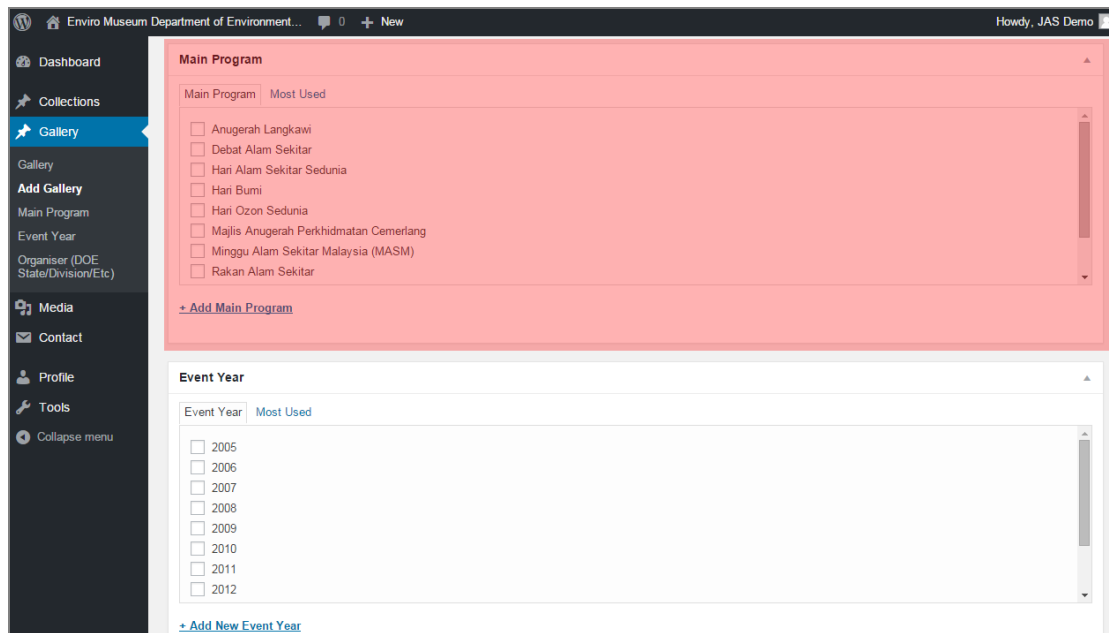 Enviro Museum Department of Environment... 0 New
Howdy, JAS Demo
Dashboard
Collections
Gallery
Gallery
Add Gallery
Main Program
Event Year
Organiser (DOE
State/Division/Etc)
Media
Contact
Profile
Tools
Collapse menu
Main Program
Main Program Most Used
Anugerah Langkawi
Debat Alam Sekitar
Hari Alam Sekitar Sedunia
Hari Bumi
Hari Ozon Sedunia
Majlis Anugerah Perkhidmatan Cemerlang
Minggu Alam Sekitar Malaysia (MASM)
Rakan Alam Sekitar
+ Add Main Program
Event Year
Event Year Most Used
2005
2006
2007
2008
2009
2010
2011
2012
+ Add New Event Year